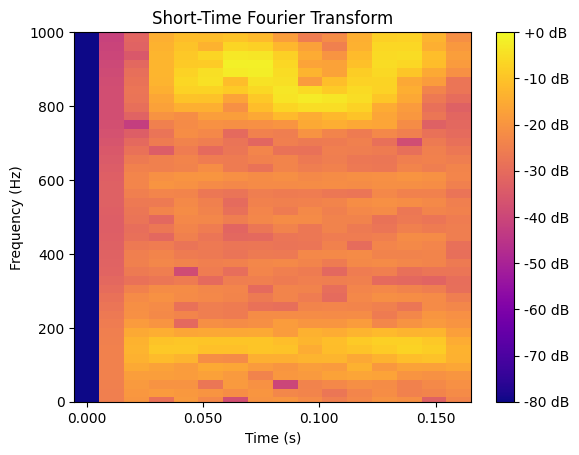 Short-Time Fourier Transform
1000
800
600
400
200
0
Frequency (Hz)
0.000
0.050
0.100
0.150
Time (s)
+0 dB
-10 dB
-20 dB
-30 dB
-40 dB
-50 dB
-60 dB
-70 dB
-80 dB